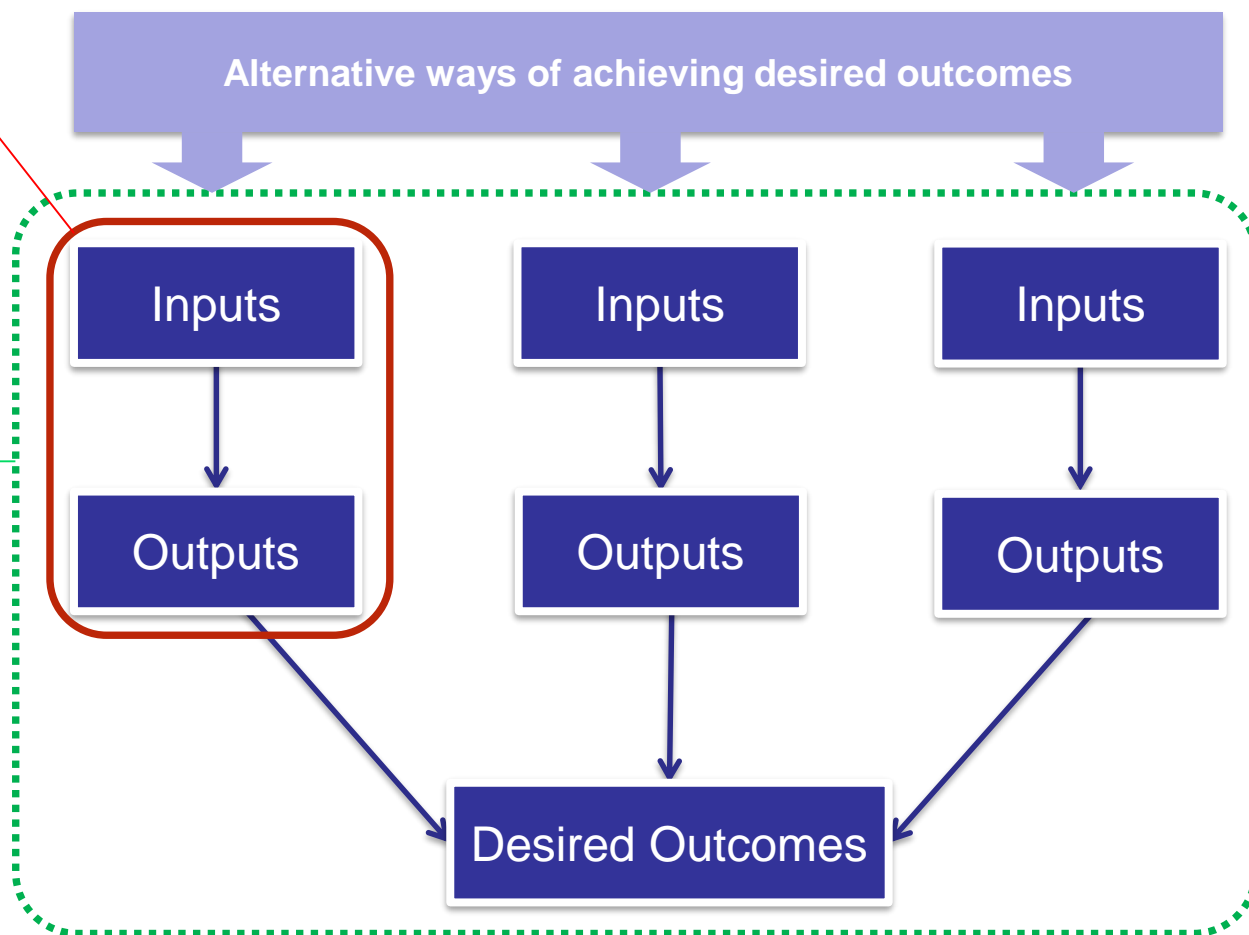 Alternative ways of achieving desired outcomes
Inputs
Inputs
Inputs
Outputs
Outputs
Outputs
Desired Outcomes